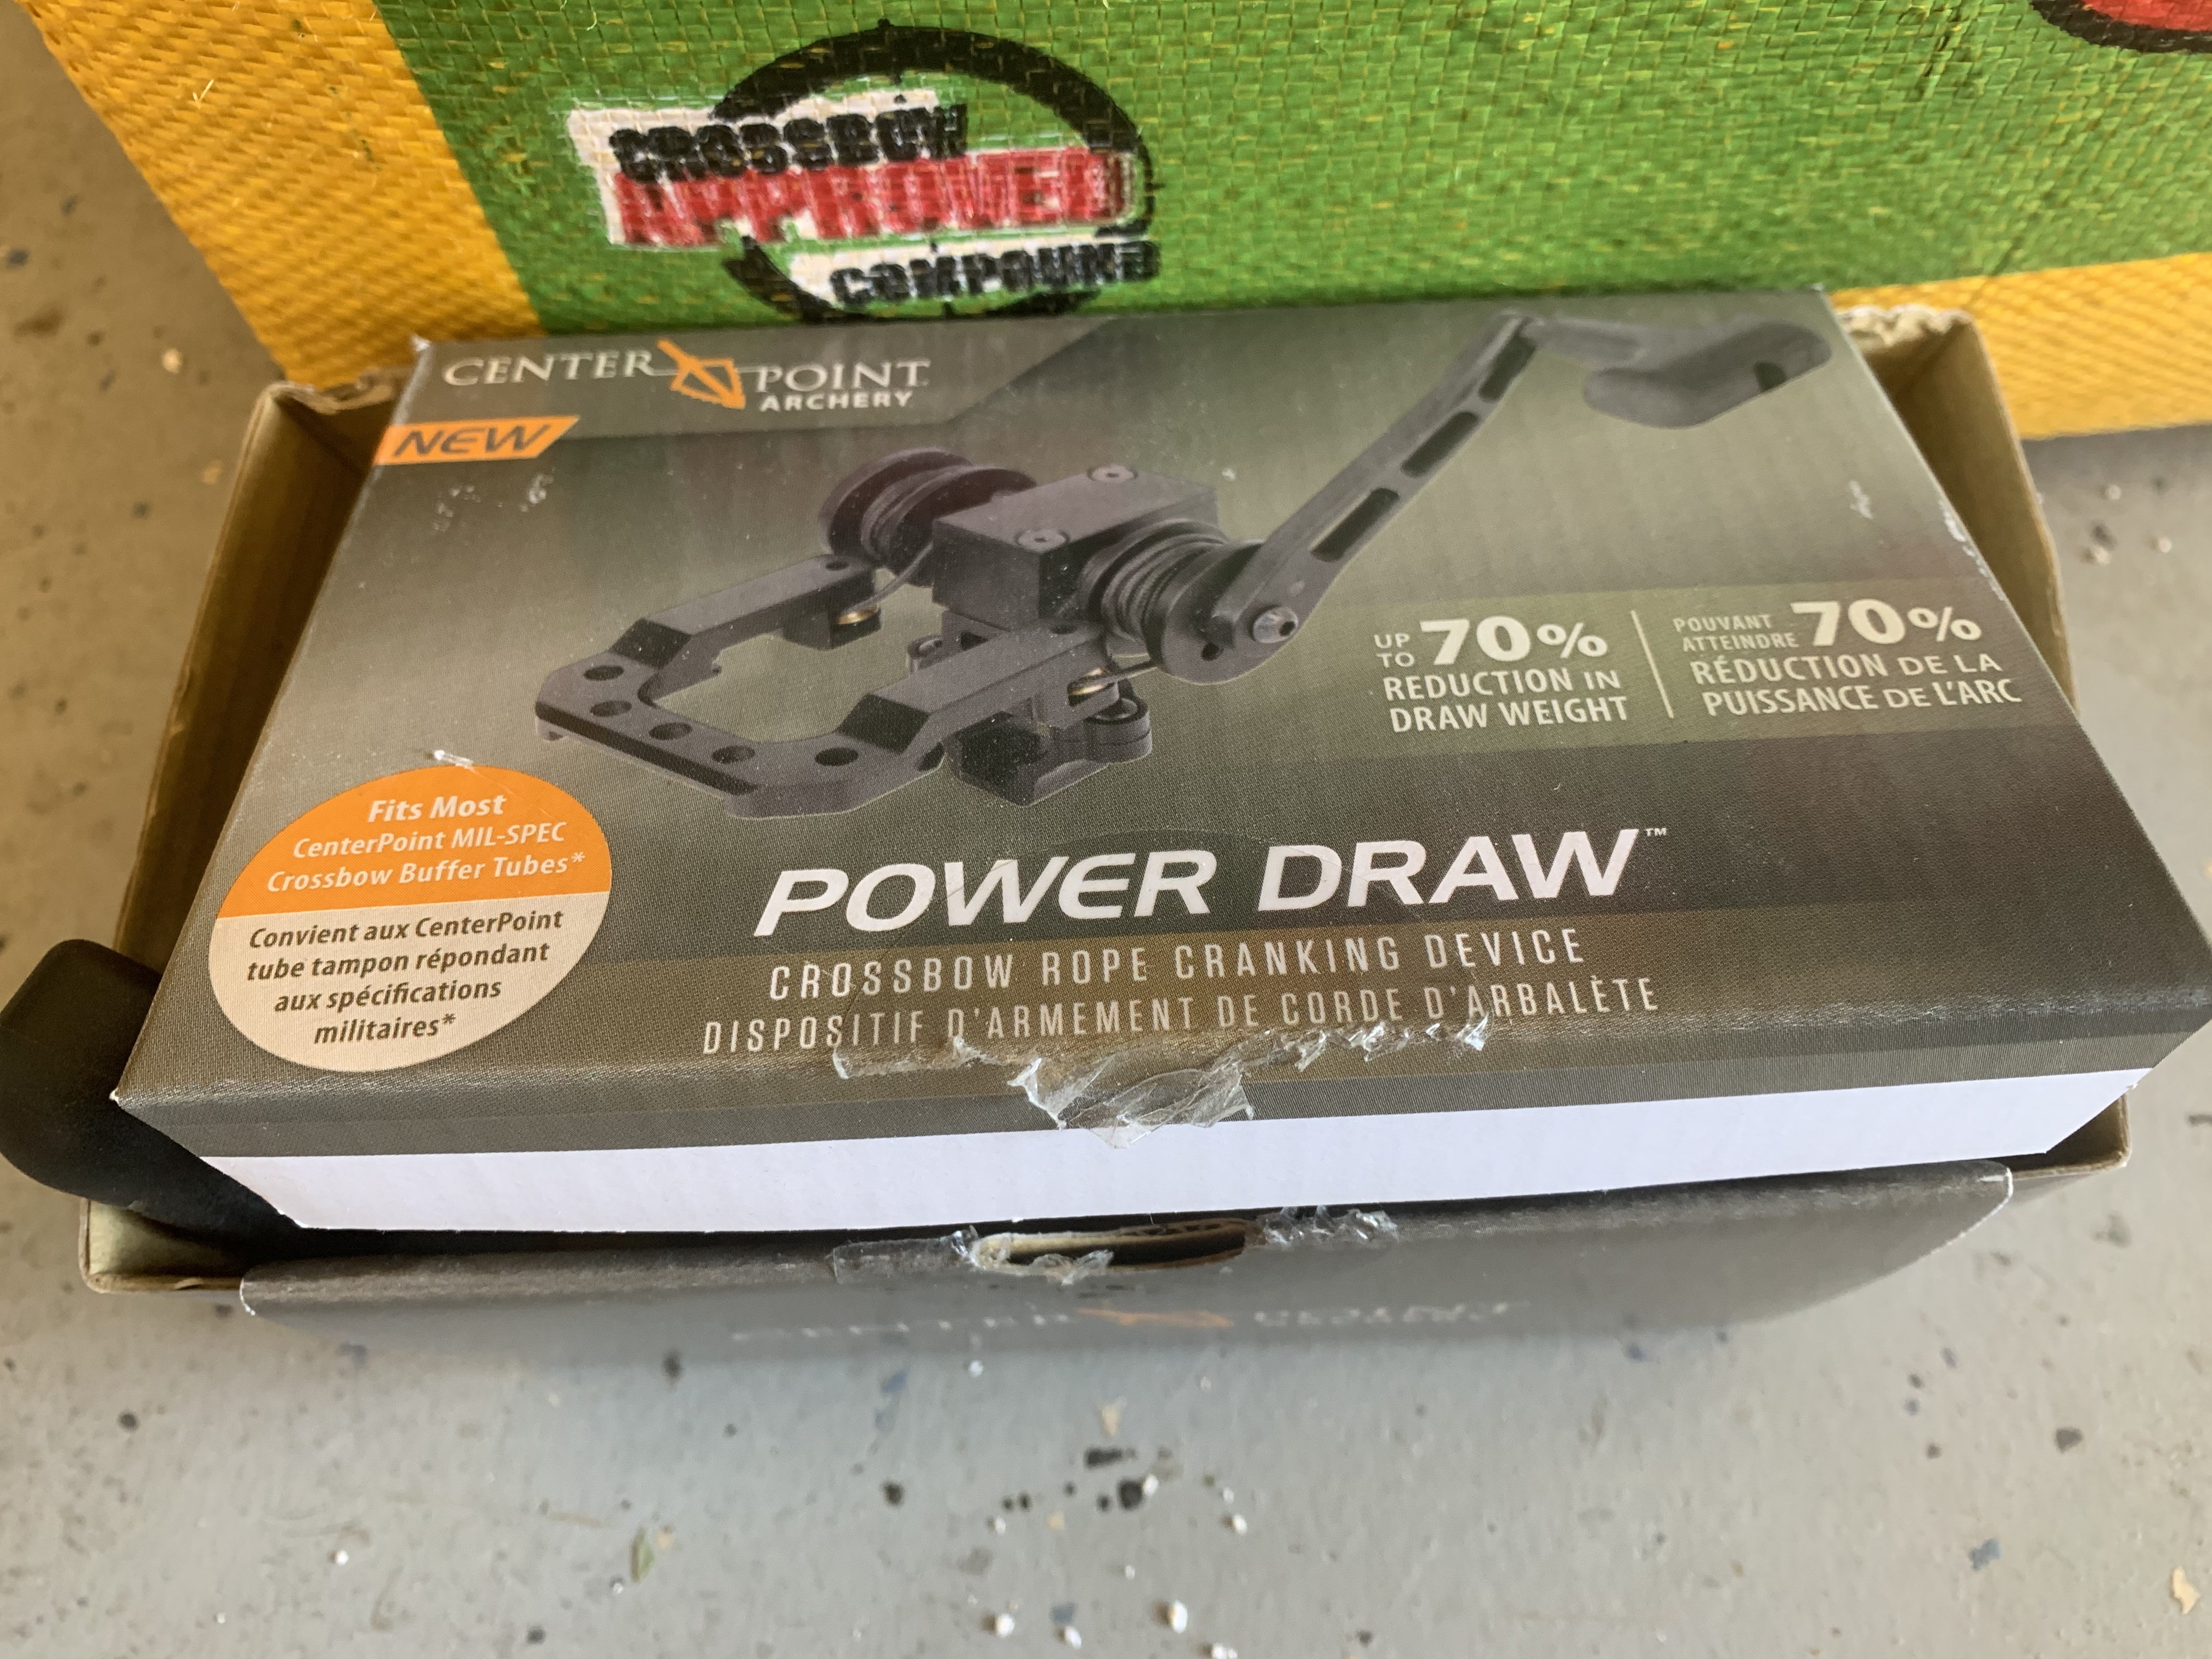 CROSSBOW
APPROVED
COMPOUND
CENTER POINT
ARCHERY
NEW
UP TO 70%
REDUCTION IN
DRAW WEIGHT
POUVANT ATTEINDRE 70%
RÉDUCTION DE LA
PUISSANCE DE L'ARC
Fits Most
CenterPoint MIL-SPEC
Crossbow Buffer Tubes*
Convient aux CenterPoint
tube tampon répondant
aux spécifications
militaires*
POWER DRAW™
CROSSBOW ROPE CRANKING DEVICE
DISPOSITIF D'ARMEMENT DE CORDE D'ARBALÈTE
CENTER POINT